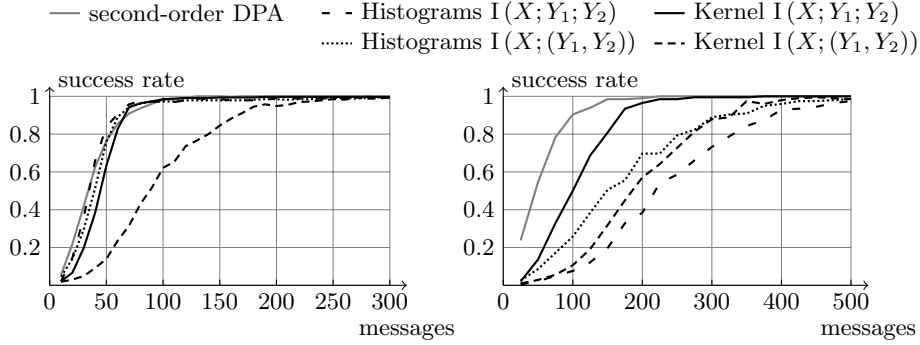 second-order DPA Histograms I (X; Y1; Y2) Kernel I (X; Y1; Y2)
Histograms I (X; (Y1, Y2)) Kernel I (X; (Y1, Y2))
success rate
1
0.8
0.6
0.4
0.2
50 100 150 200 250 300
messages
success rate
1
0.8
0.6
0.4
0.2
0 100 200 300 400 500
messages